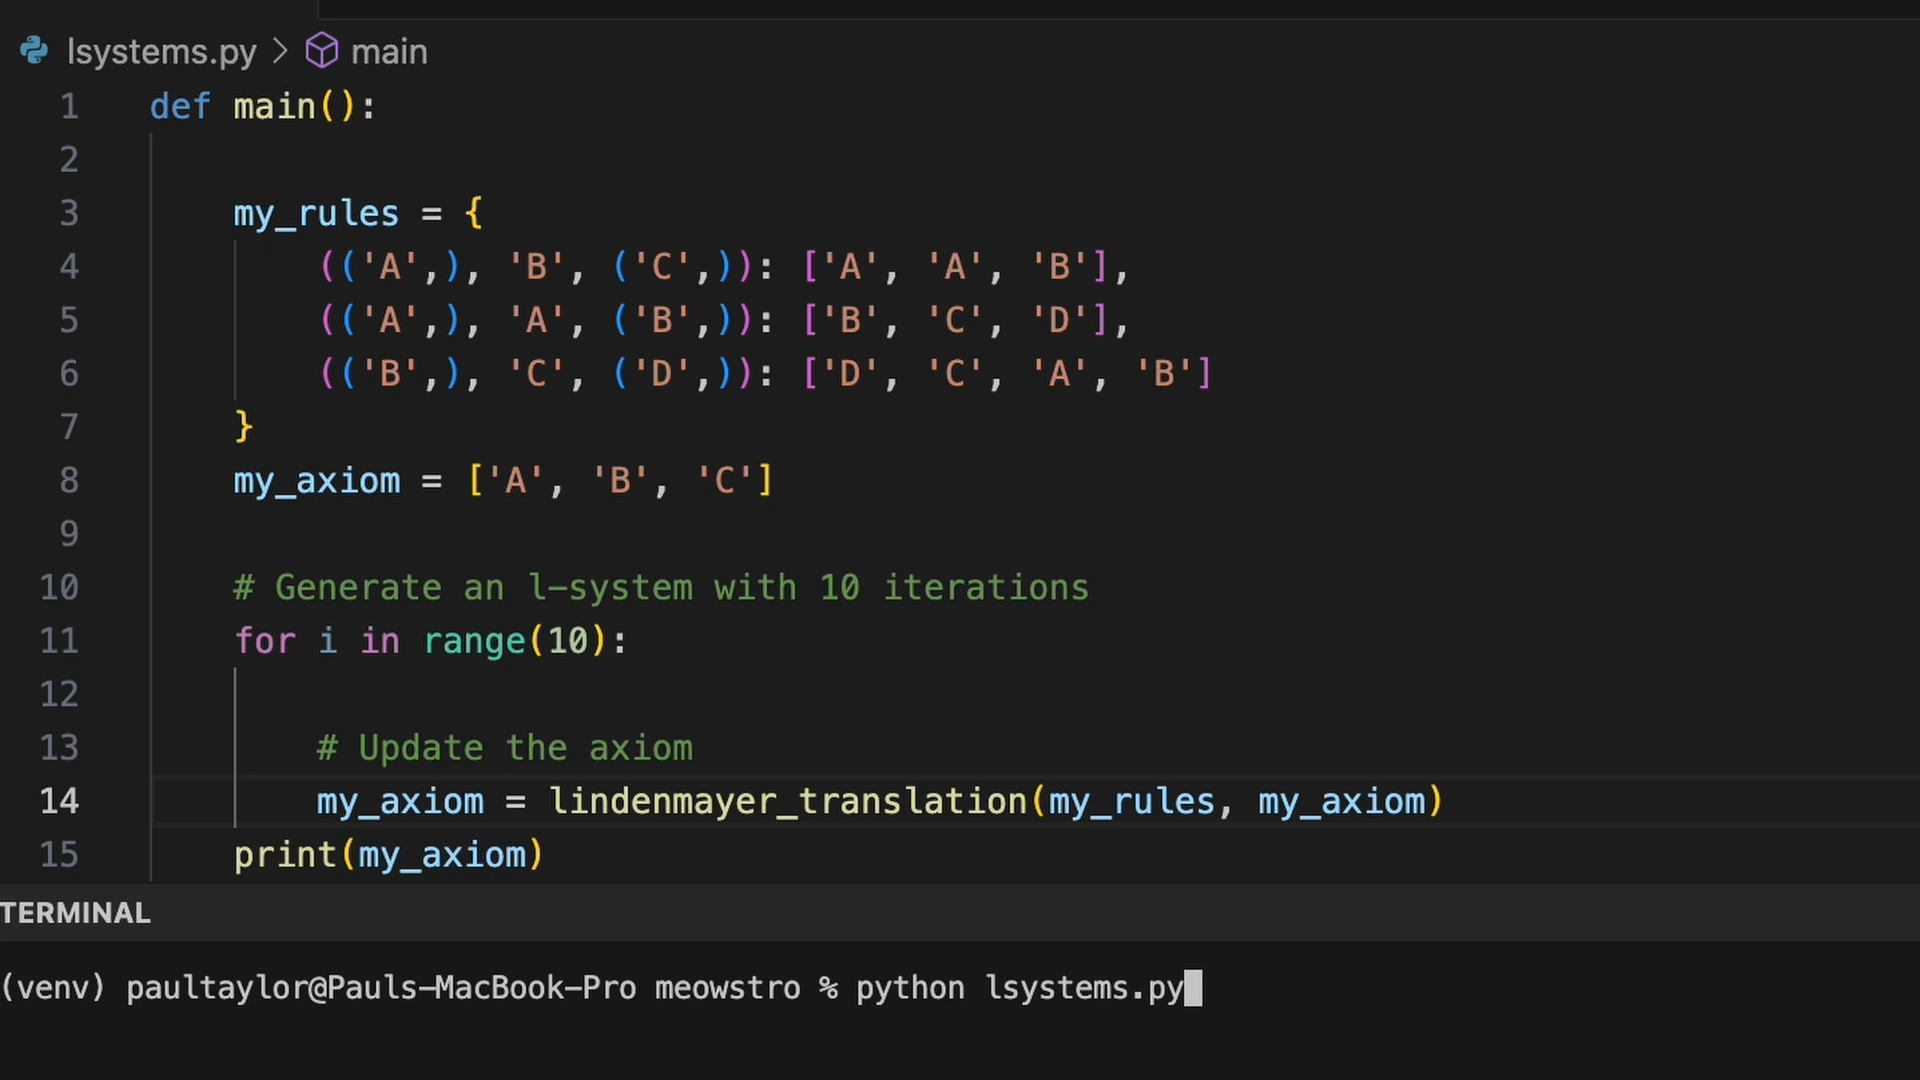 lsystems.py > main
1 def main():
2
3 my_rules = {
4 (('A',), 'B', ('C',)): ['A', 'A', 'B'],
5 (('A',), 'A', ('B',)): ['B', 'C', 'D'],
6 (('B',), 'C', ('D',)): ['D', 'C', 'A', 'B']
7 }
8 my_axiom = ['A', 'B', 'C']
9
10 # Generate an l-system with 10 iterations
11 for i in range(10):
12
13 # Update the axiom
14 my_axiom = lindenmayer_translation(my_rules, my_axiom)
15 print(my_axiom)
TERMINAL
(venv) paultaylor@Pauls-MacBook-Pro meowstro % python lsystems.py